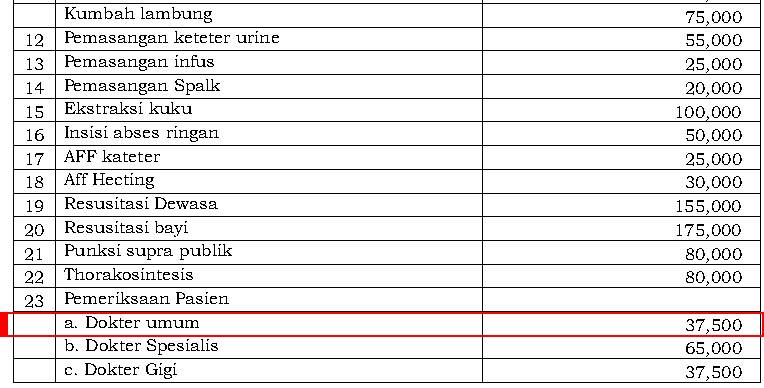 Kumbah lambung 75,000
12 Pemasangan keteter urine 55,000
13 Pemasangan infus 25,000
14 Pemasangan Spalk 20,000
15 Ekstraksi kuku 100,000
16 Insisi abses ringan 50,000
17 AFF kateter 25,000
18 Aff Hecting 30,000
19 Resusitasi Dewasa 155,000
20 Resusitasi bayi 175,000
21 Punksi supra publik 80,000
22 Thorakosintesis 80,000
23 Pemeriksaan Pasien
a. Dokter umum 37,500
b. Dokter Spesialis 65,000
c. Dokter Gigi 37,500